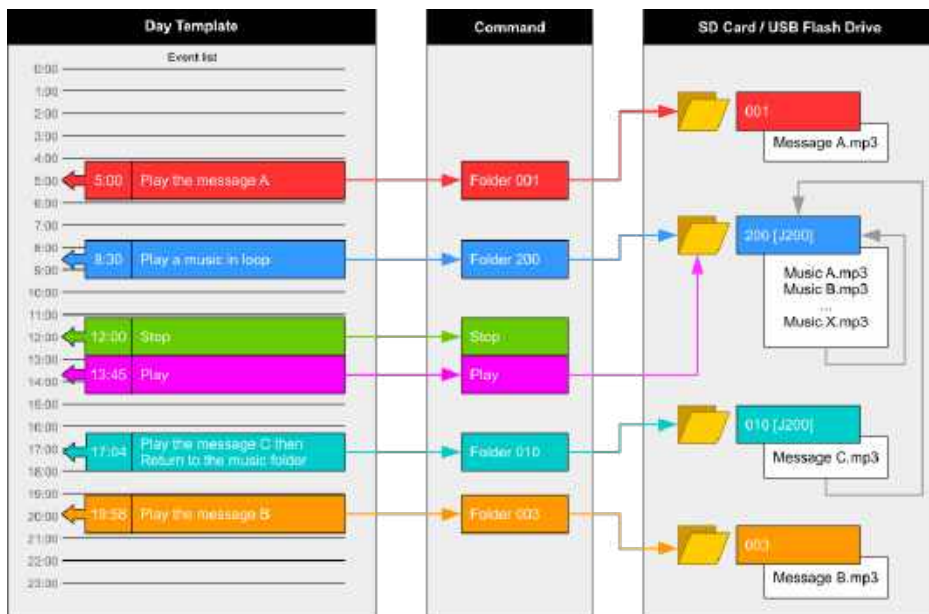 Day Template
Command
SD Card / USB Flash Drive
Event list
0:00
1:00
2:00
3:00
4:00
5:00
6:00
7:00
8:00
9:00
10:00
11:00
12:00
13:00
14:00
15:00
16:00
17:00
18:00
19:00
20:00
21:00
22:00
23:00
5:00 Play the message A
Folder 001
001
Message A.mp3
8:30 Play a music in loop
Folder 200
200 [J200]
Music A.mp3
Music B.mp3
...
Music X.mp3
12:00 Stop
Stop
13:45 Play
Play
17:04 Play the message C then
Return to the music folder
Folder 010
010 [J200]
Message C.mp3
19:58 Play the message B
Folder 003
003
Message B.mp3